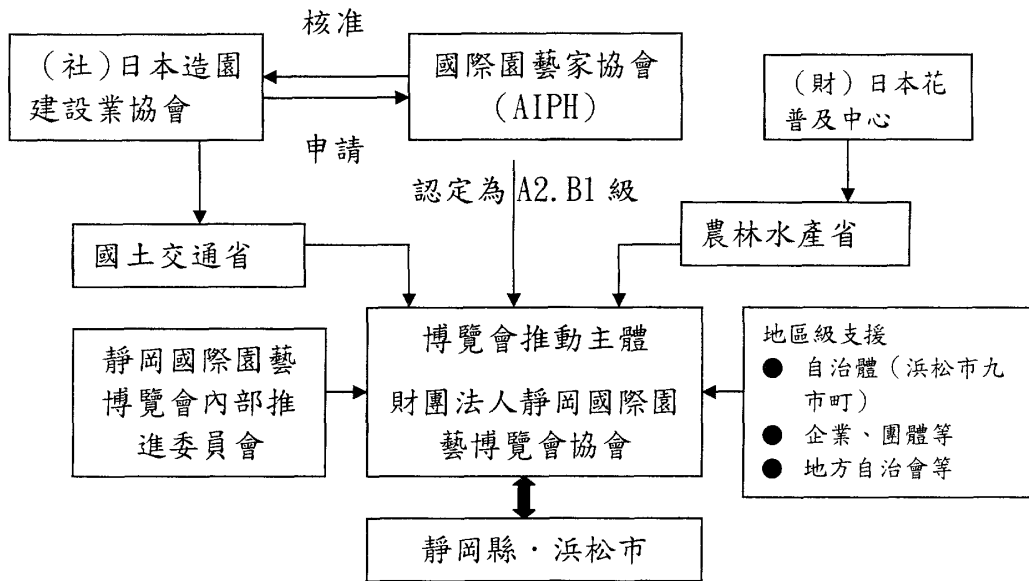 核准
（社）日本造園
建設業協會
國際園藝家協會
（AIPH）
（財）日本花
普及中心
申請
認定為 A2.B1 級
國土交通省
農林水產省
靜岡國際園藝
博覽會內部推
進委員會
博覽會推動主體
財團法人靜岡國際園
藝博覽會協會
地區級支援
● 自治體（浜松市九
市町）
● 企業、團體等
● 地方自治會等
靜岡縣．浜松市